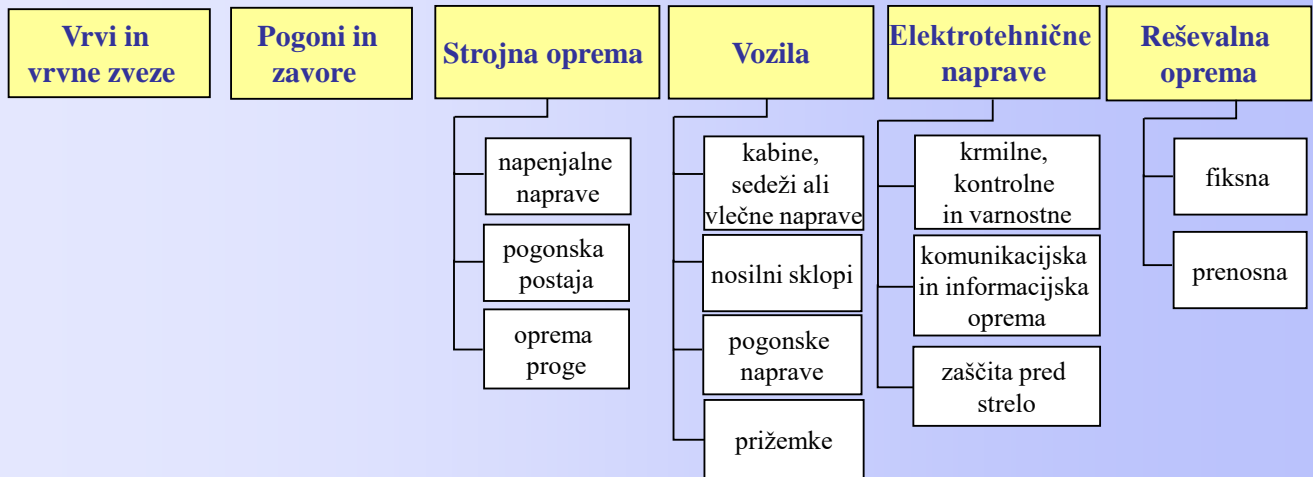 Vrvi in
vrvne zveze
Pogoni in
zavore
Strojna oprema
napenjalne
naprave
pogonska
postaja
oprema
proge
Vozila
kabine,
sedeži ali
vlečne naprave
nosilni sklopi
pogonske
naprave
prižemke
Elektrotehnične
naprave
krmilne,
kontrolne
in varnostne
komunikacijska
in informacijska
oprema
zaščita pred
strelo
Reševalna
oprema
fiksna
prenosna